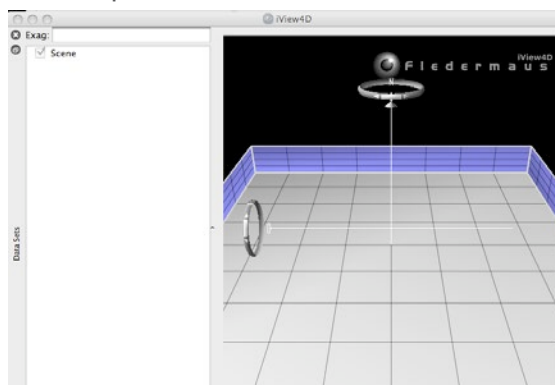 iView4D
Exag:
Scene
iView4D
Fledermaus
N
Data Sets